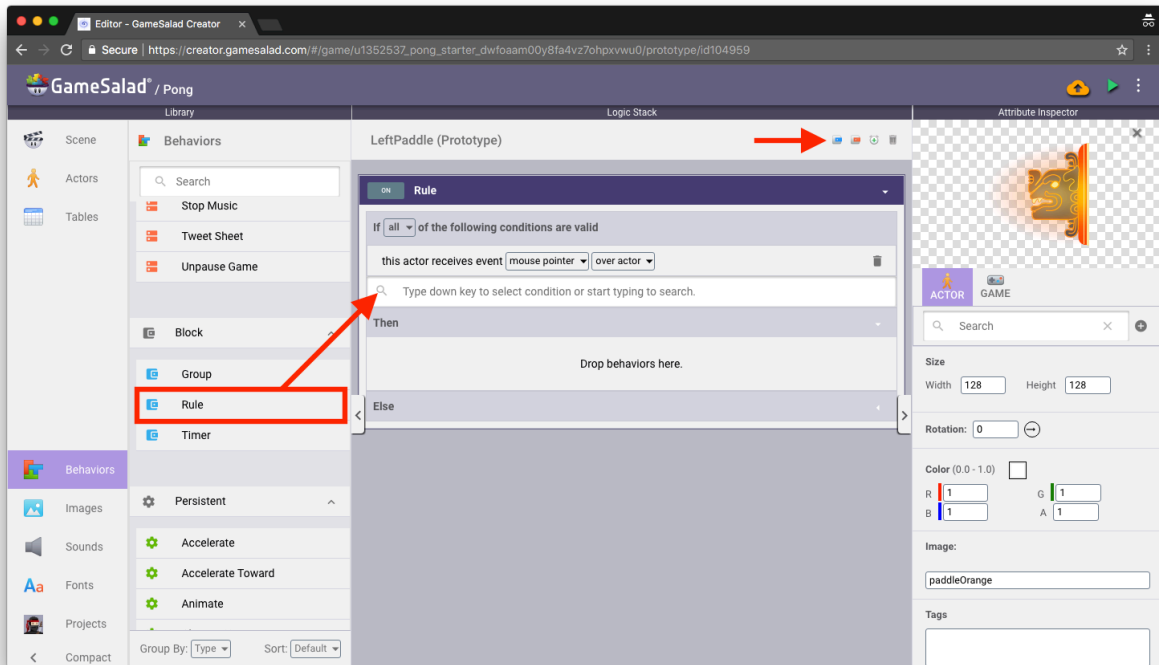 Editor - GameSalad Creator
Secure | https://creator.gamesalad.com/#/game/u1352537_pong_starter_dwfoaam00y8fa4vz7ohpxvwu0/prototype/id104959
GameSalad® / Pong
Library
Logic Stack
Attribute Inspector
Scene
Actors
Tables
Behaviors
Images
Sounds
Fonts
Projects
Compact
Behaviors
Search
Stop Music
Tweet Sheet
Unpause Game
Block
Group
Rule
Timer
Persistent
Accelerate
Accelerate Toward
Animate
Group By: Type
Sort: Default
LeftPaddle (Prototype)
ON Rule
If all of the following conditions are valid
this actor receives event mouse pointer over actor
Type down key to select condition or start typing to search.
Then
Drop behaviors here.
Else
ACTOR GAME
Search
Size
Width 128 Height 128
Rotation: 0
Color (0.0 - 1.0)
R 1 G 1
B 1 A 1
Image:
paddleOrange
Tags